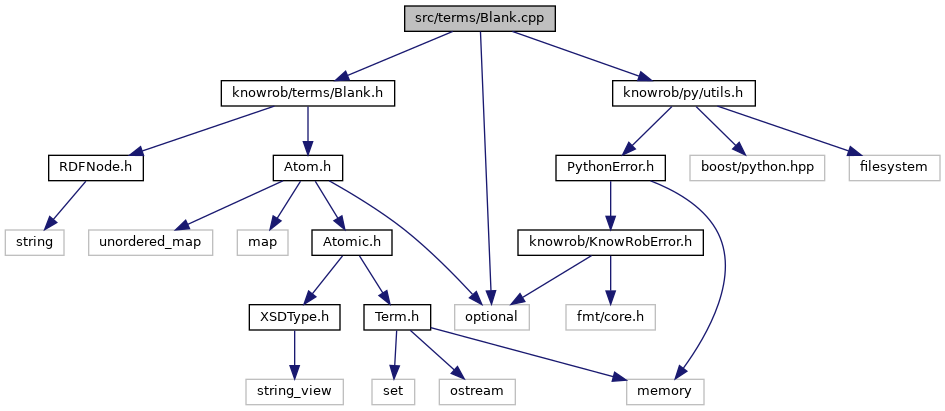 src/terms/Blank.cpp
knowrob/terms/Blank.h
knowrob/py/utils.h
RDFNode.h
Atom.h
PythonError.h
boost/python.hpp
filesystem
string
unordered_map
map
Atomic.h
knowrob/KnowRobError.h
XSDType.h
Term.h
optional
fmt/core.h
string_view
set
ostream
memory